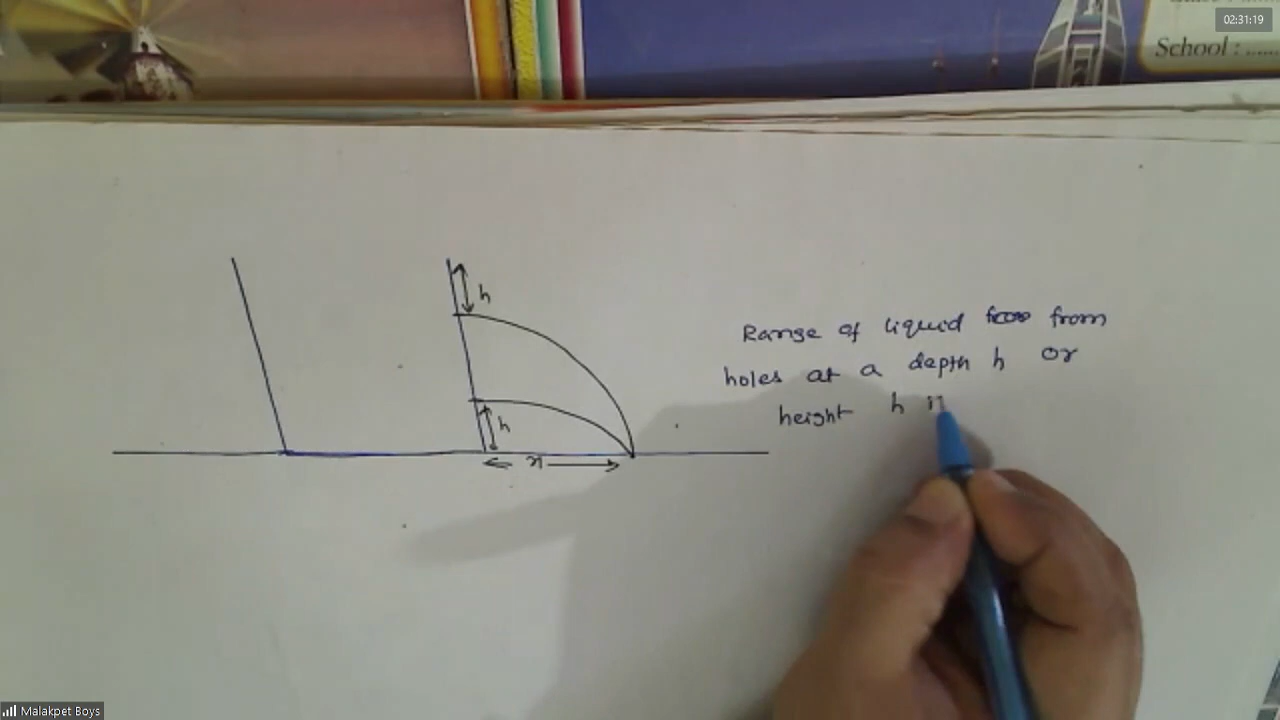 02:31:19
School : ......
h
Range of liquid from
holes at a depth h or
height h
h
x
Malakpet Boys